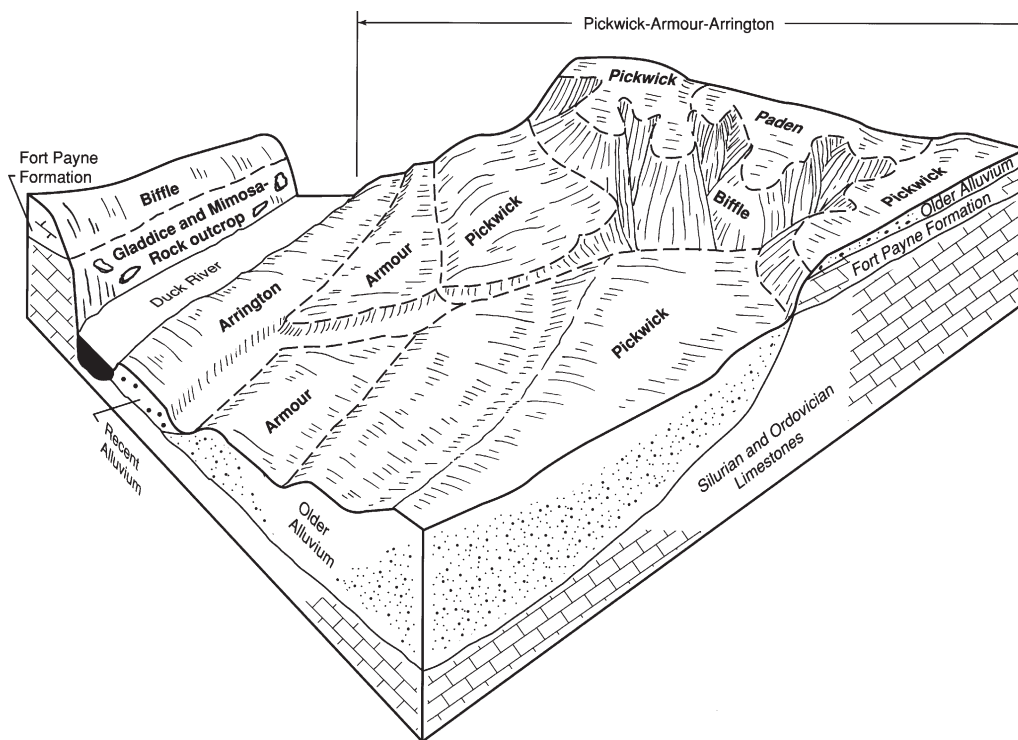 Pickwick-Armour-Arrington
Pickwick
Paden
Fort Payne
Formation
Biffle
Gladdice and Mimosa-
Rock outcrop
Duck River
Arrington
Armour
Pickwick
Biffle
Pickwick
Older Alluvium
Fort Payne Formation
Pickwick
Armour
Recent
Alluvium
Older
Alluvium
Silurian and Ordovician
Limestones